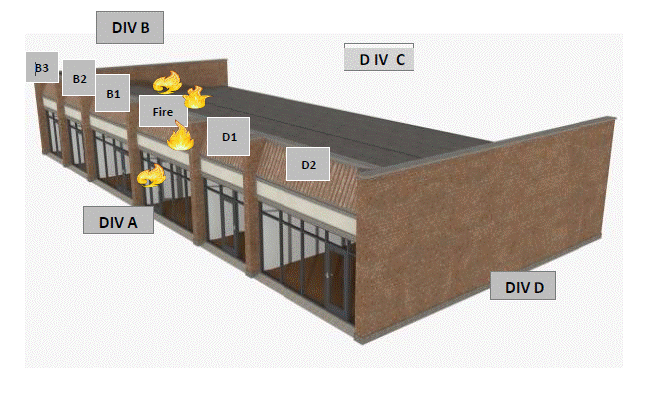 DIV B
D IV C
B3
B2
B1
Fire
D1
D2
DIV A
DIV D